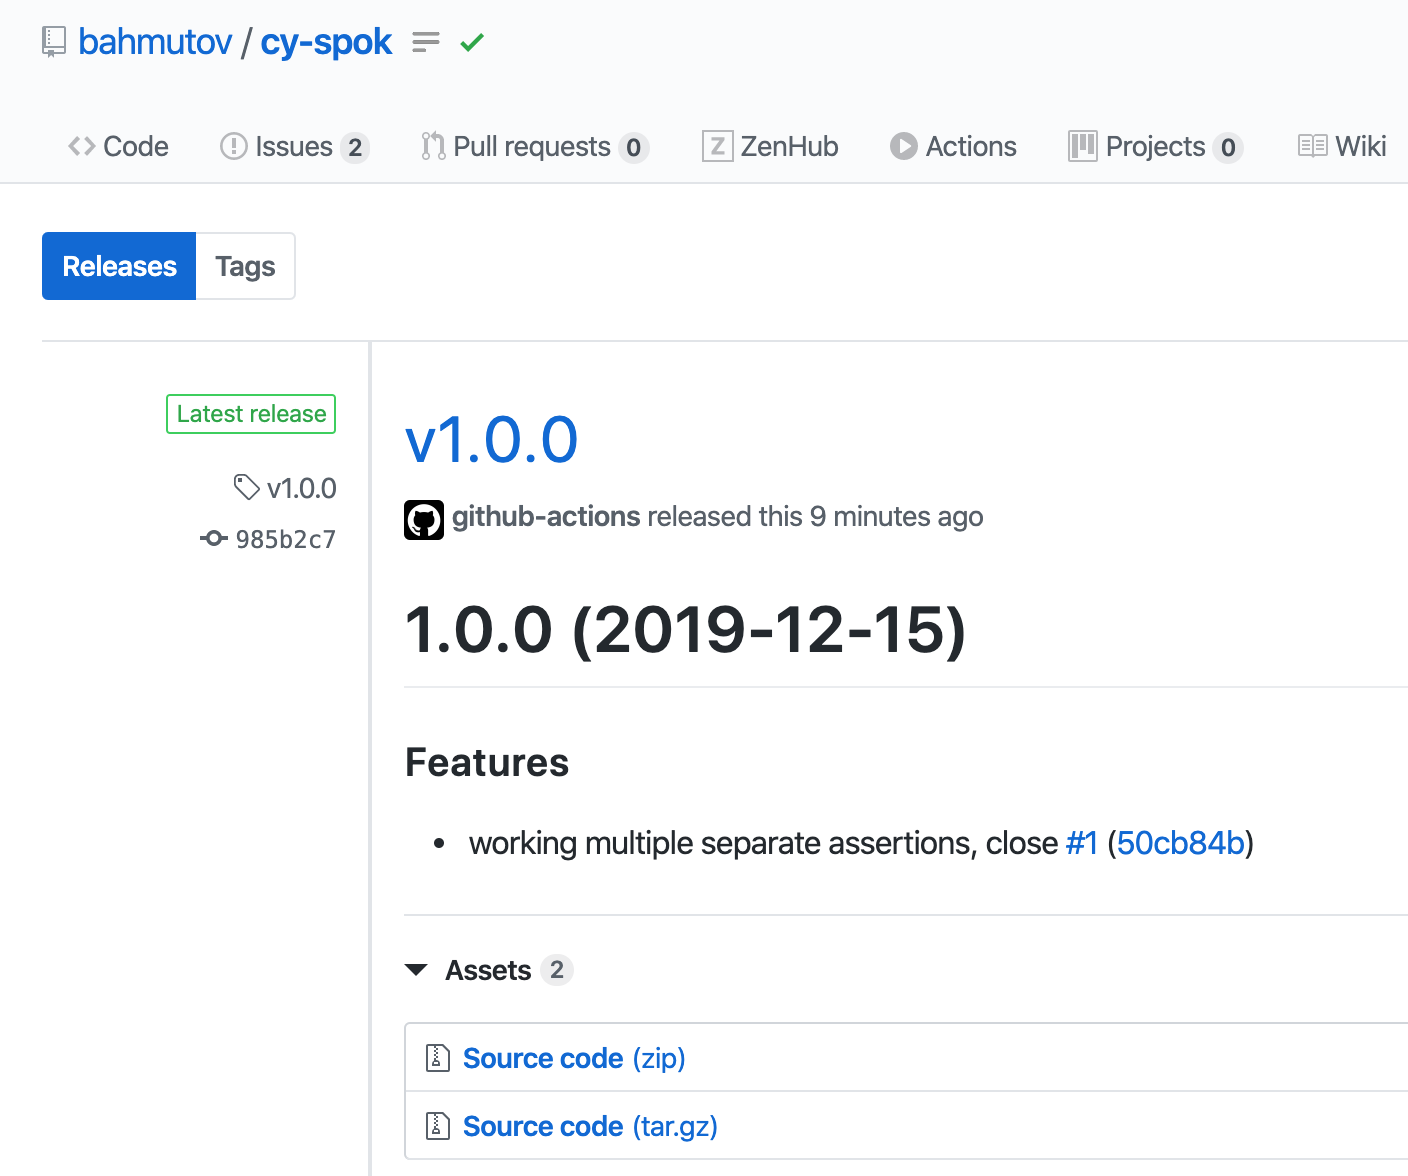 bahmutov / cy-spok
Code Issues 2 Pull requests 0 Z ZenHub Actions Projects 0 Wiki
Releases Tags
Latest release
v1.0.0
985b2c7
v1.0.0
github-actions released this 9 minutes ago
1.0.0 (2019-12-15)
Features
• working multiple separate assertions, close #1 (50cb84b)
Assets 2
Source code (zip)
Source code (tar.gz)